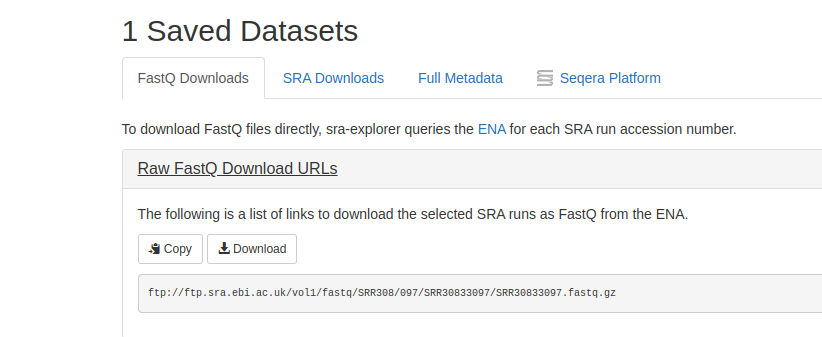 1 Saved Datasets
FastQ Downloads SRA Downloads Full Metadata Seqera Platform
To download FastQ files directly, sra-explorer queries the ENA for each SRA run accession number.
Raw FastQ Download URLs
The following is a list of links to download the selected SRA runs as FastQ from the ENA.
Copy Download
ftp://ftp.sra.ebi.ac.uk/vol1/fastq/SRR308/097/SRR30833097/SRR30833097.fastq.gz